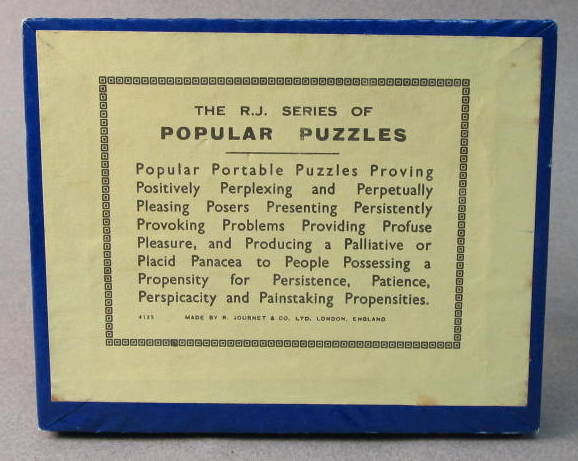 THE R.J. SERIES OF
POPULAR PUZZLES
Popular Portable Puzzles Proving
Positively Perplexing and Perpetually
Pleasing Posers Presenting Persistently
Provoking Problems Providing Profuse
Pleasure, and Producing a Palliative or
Placid Panacea to People Possessing a
Propensity for Persistence, Patience,
Perspicacity and Painstaking Propensities.
4125 MADE BY R. JOURNET & CO. LTD. LONDON, ENGLAND